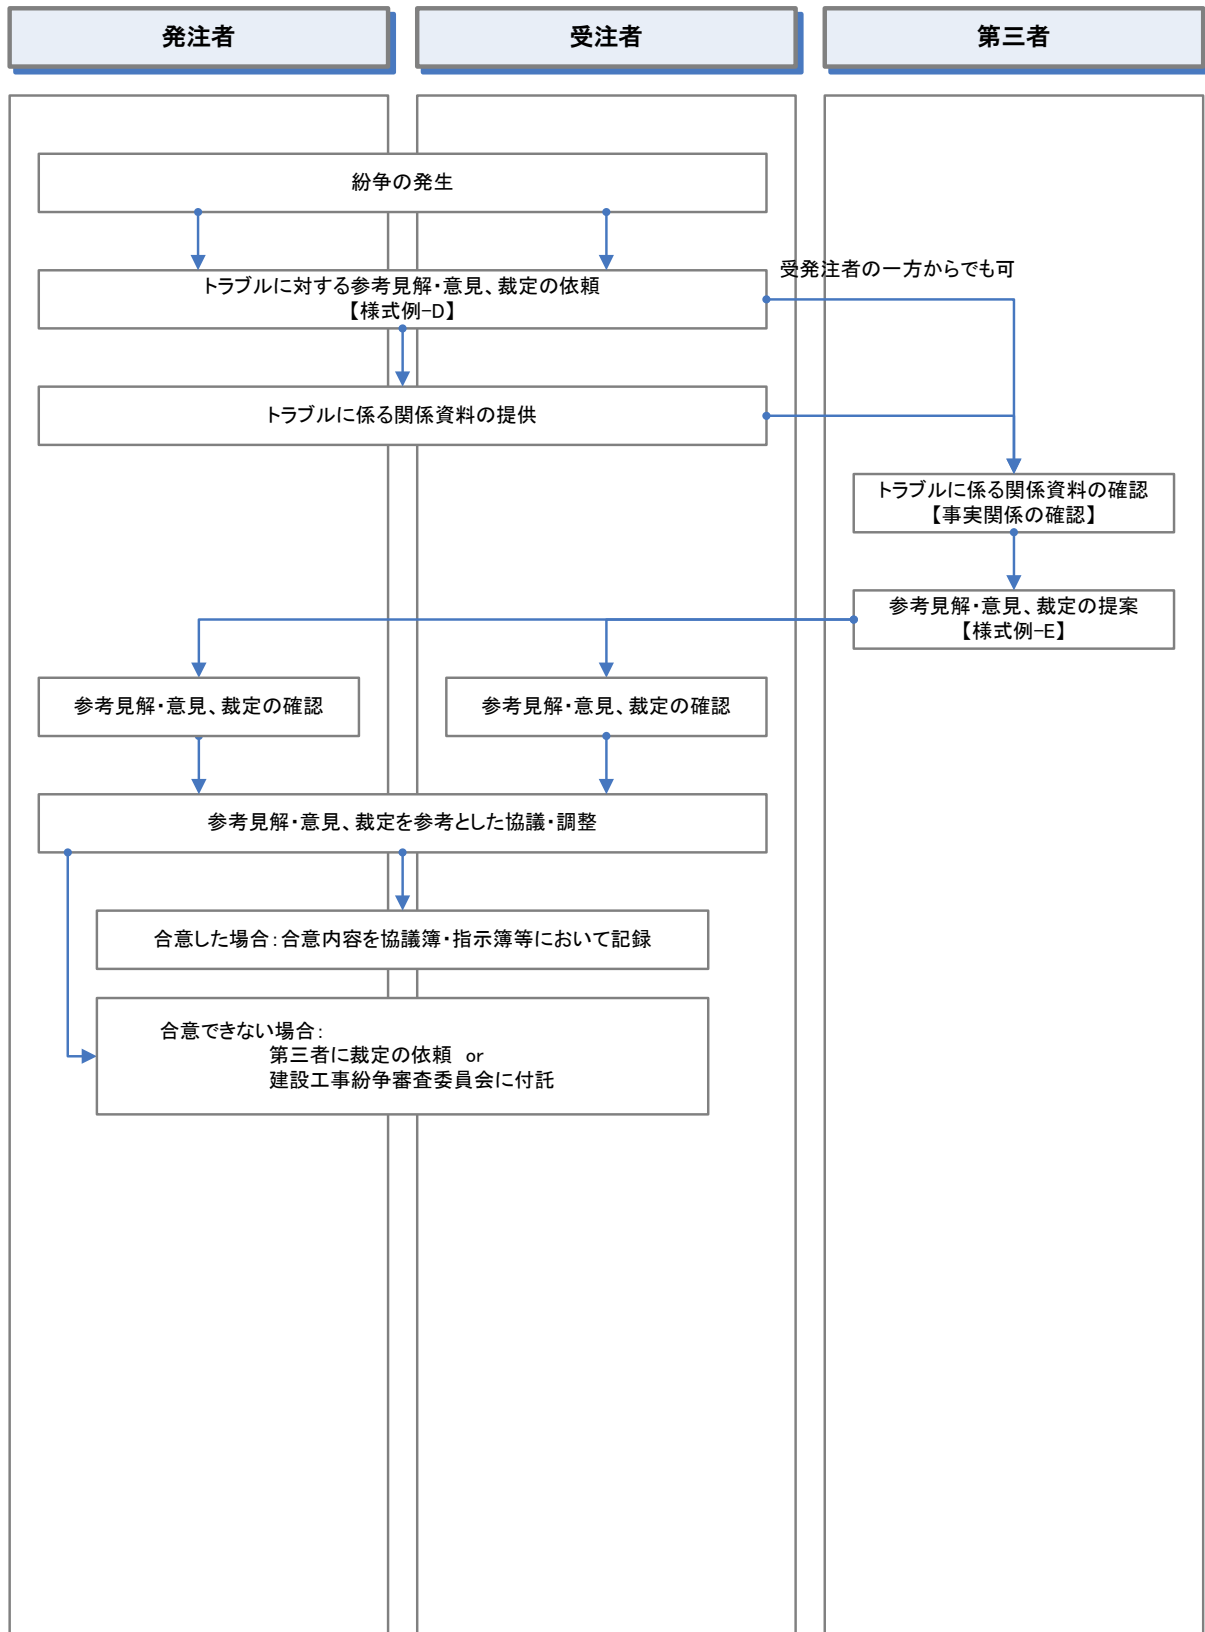 発注者
受注者
第三者
紛争の発生
トラブルに対する参考見解・意見、裁定の依頼
【様式例-D】
受発注者の一方からでも可
トラブルに係る関係資料の提供
トラブルに係る関係資料の確認
【事実関係の確認】
参考見解・意見、裁定の提案
【様式例-E】
参考見解・意見、裁定の確認
参考見解・意見、裁定の確認
参考見解・意見、裁定を参考とした協議・調整
合意した場合:合意内容を協議簿・指示簿等において記録
合意できない場合:
第三者に裁定の依頼 or
建設工事紛争審査委員会に付託